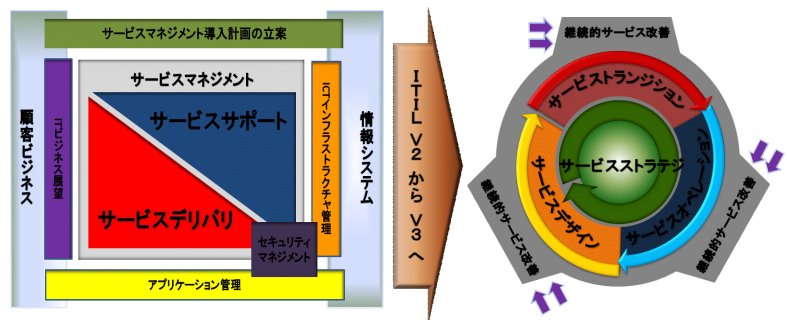 サービスマネジメント導入計画の立案
顧客ビジネス
ITビジネス展望
サービスマネジメント
サービスサポート
サービスデリバリ
ICTインフラストラクチャ管理
情報システム
セキュリティ
マネジメント
アプリケーション管理
ITIL V2 から V3 へ
継続的サービス改善
サービストランジション
サービスストラテジ
サービスオペレーション
サービスデザイン
継続的サービス改善
継続的サービス改善